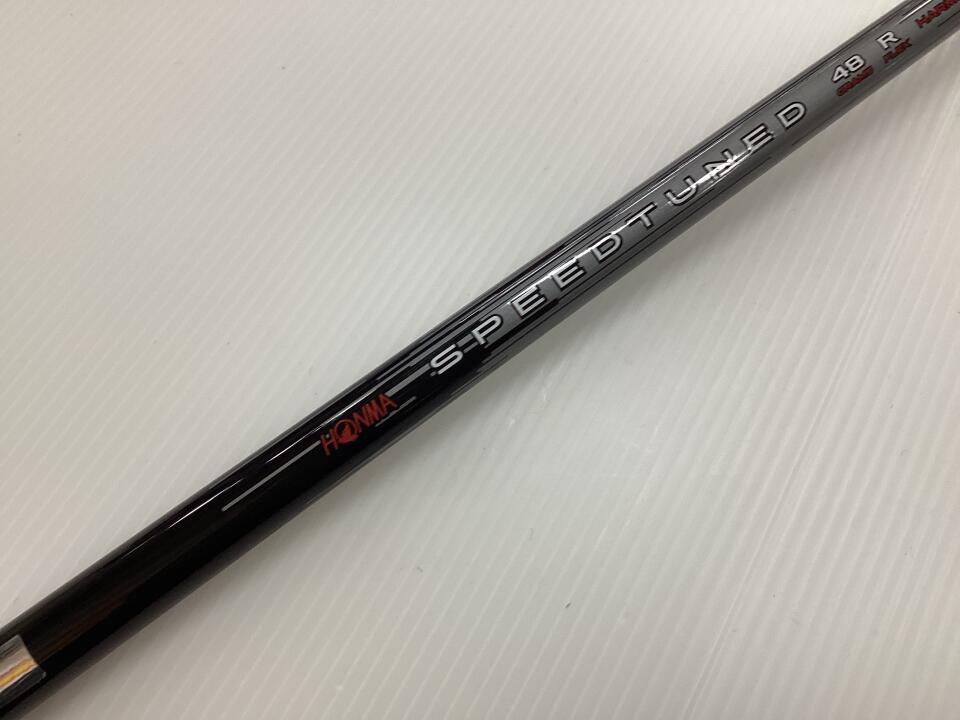 HONMA SPEEDTUNED 48 R
GRAMS FLEX